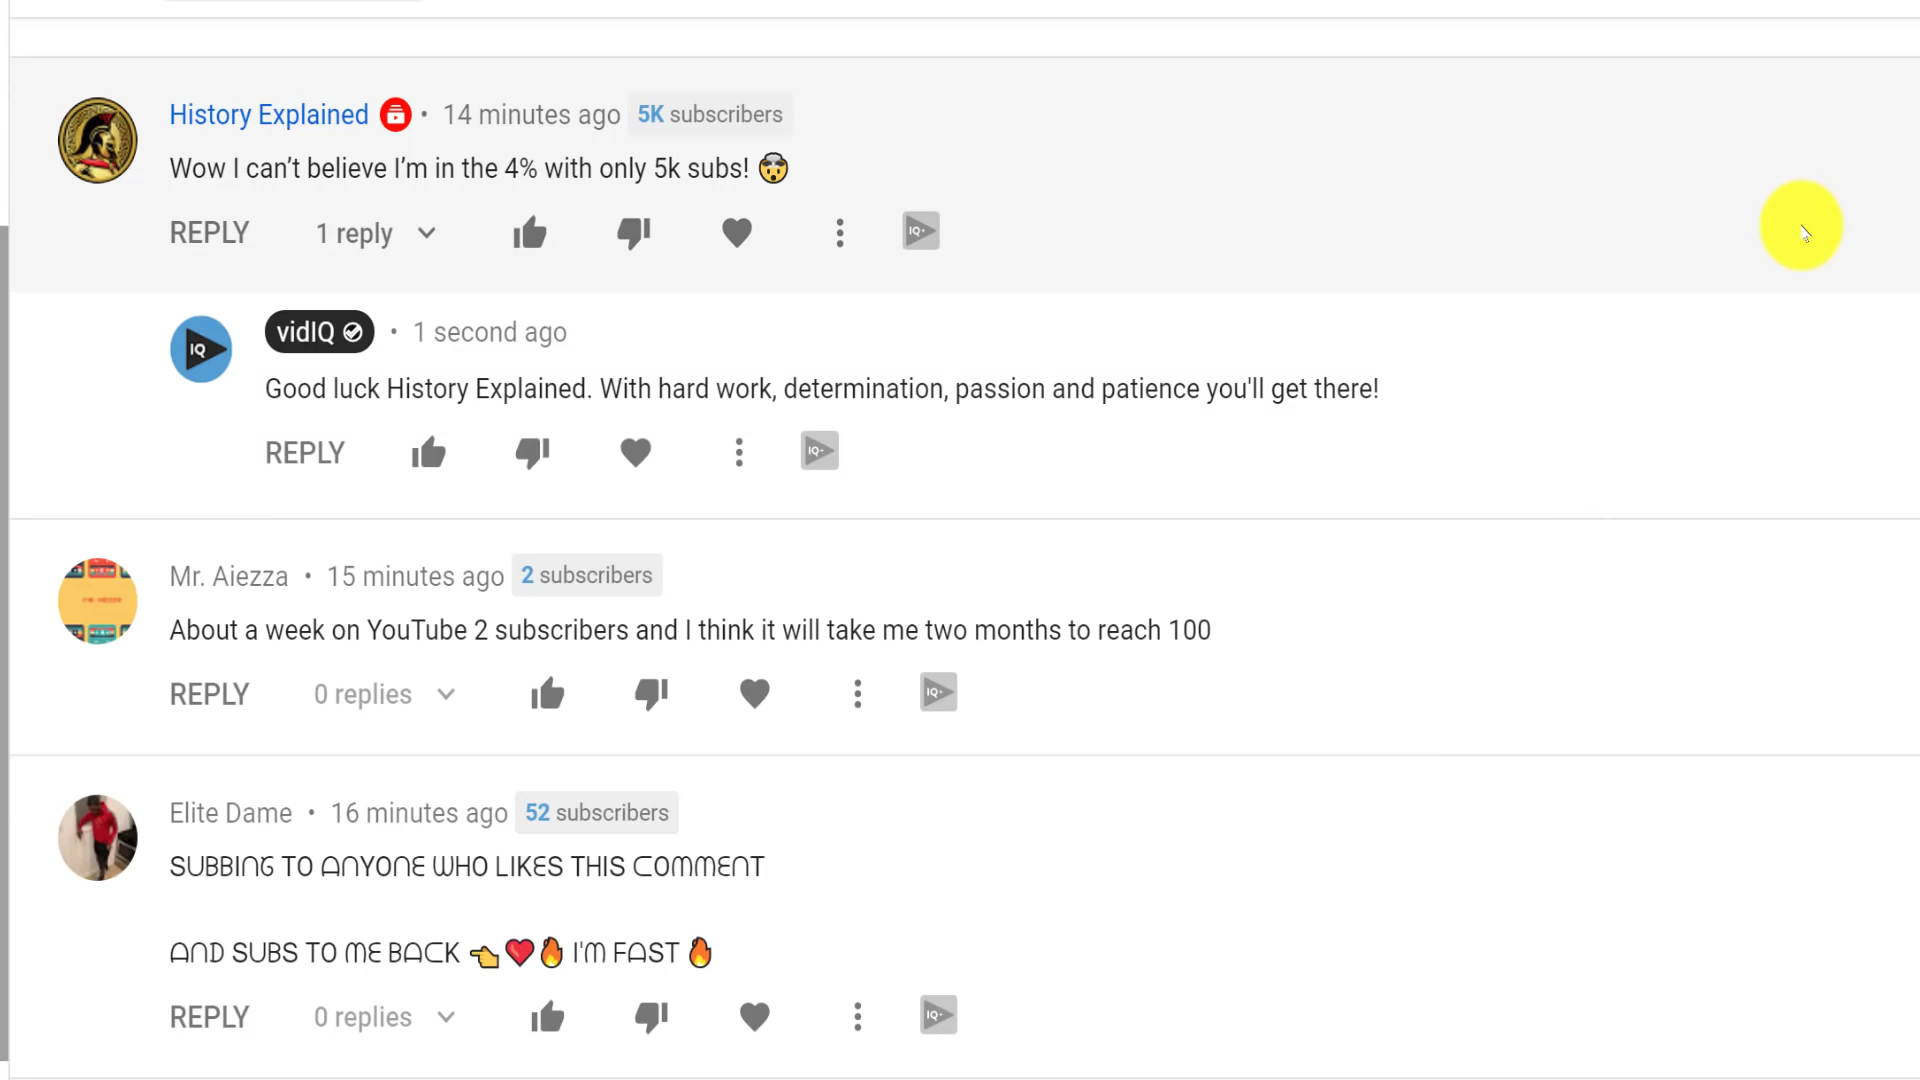 History Explained • 14 minutes ago 5K subscribers
Wow I can’t believe I’m in the 4% with only 5k subs! 🤯
REPLY 1 reply
IQ
vidIQ • 1 second ago
Good luck History Explained. With hard work, determination, passion and patience you'll get there!
REPLY
Mr. Aiezza • 15 minutes ago 2 subscribers
About a week on YouTube 2 subscribers and I think it will take me two months to reach 100
REPLY 0 replies
Elite Dame • 16 minutes ago 52 subscribers
SUBBING TO ANYONE WHO LIKES THIS COMMENT
AND SUBS TO ME BACK 👈❤️🔥 I'M FAST 🔥
REPLY 0 replies